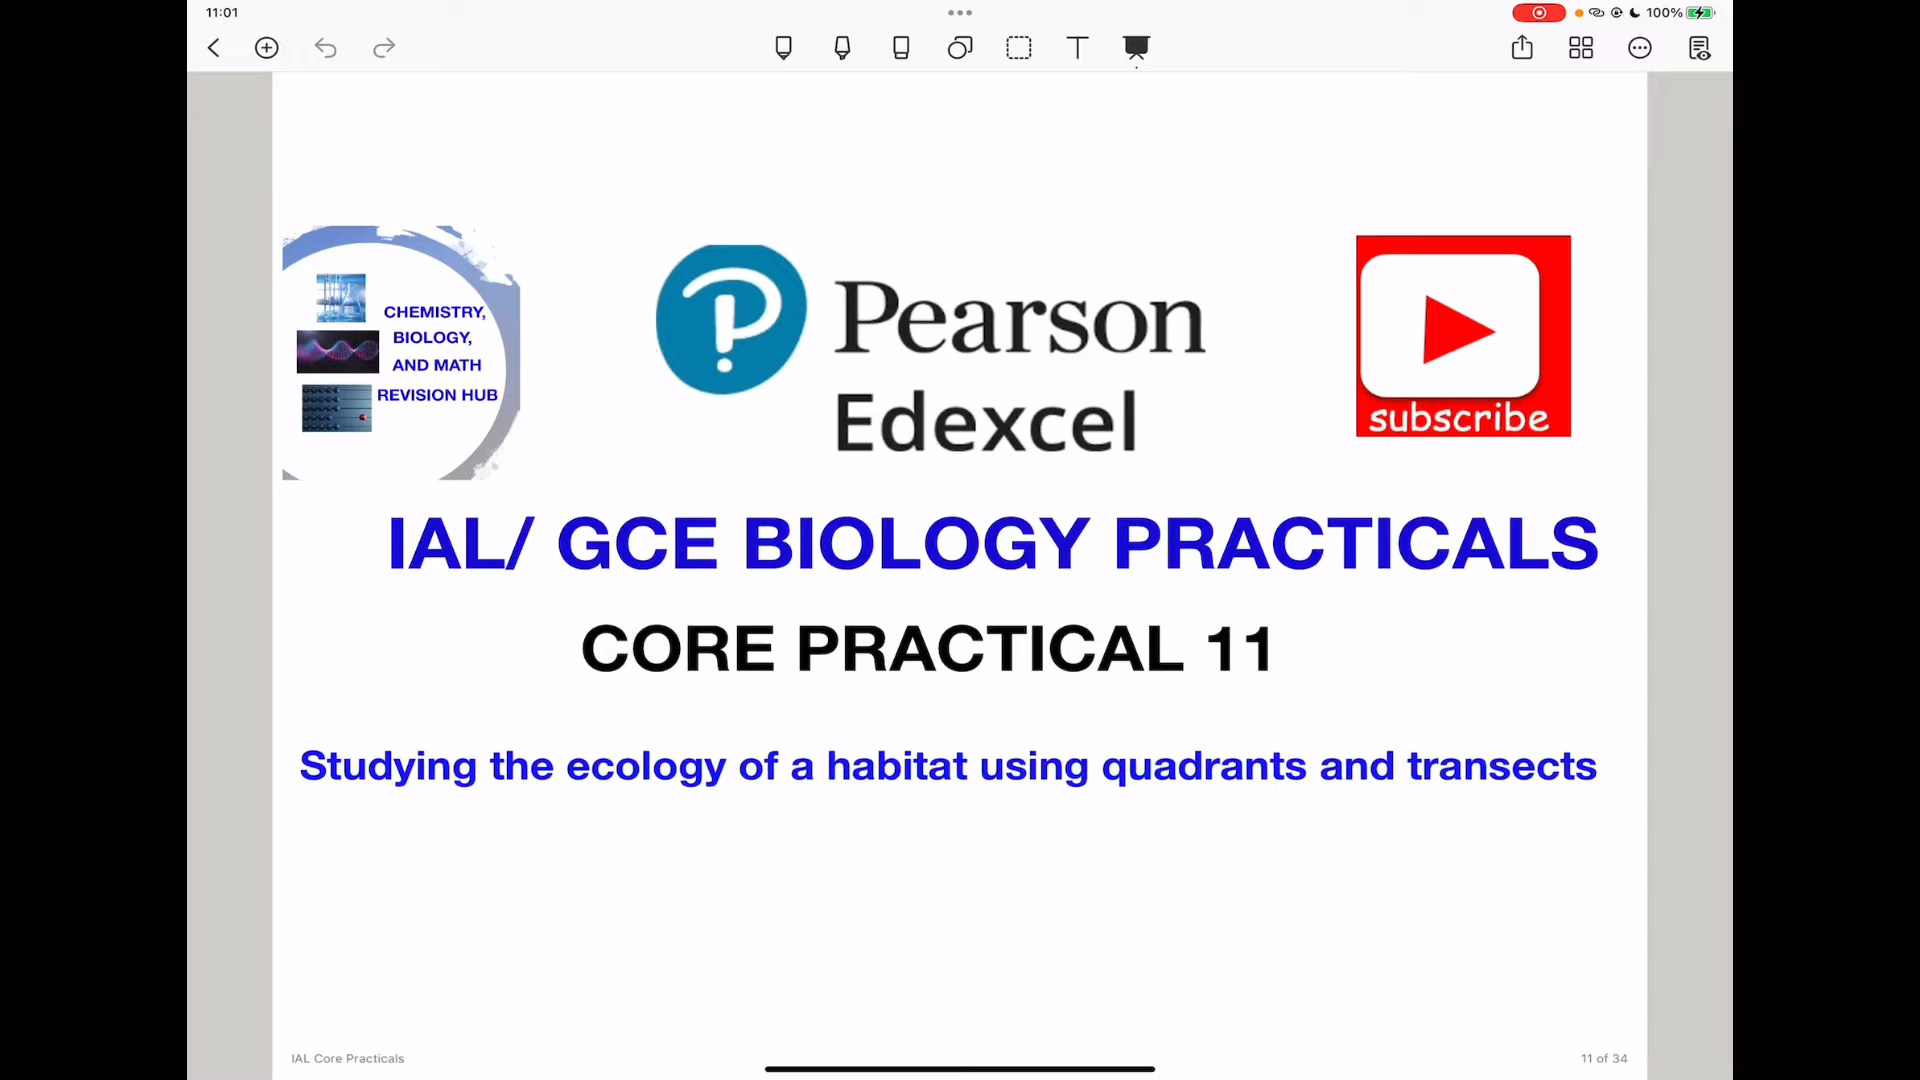 11:01
100%
CHEMISTRY,
BIOLOGY,
AND MATH
REVISION HUB
Pearson
Edexcel
subscribe
IAL/ GCE BIOLOGY PRACTICALS
CORE PRACTICAL 11
Studying the ecology of a habitat using quadrants and transects
IAL Core Practicals
11 of 34